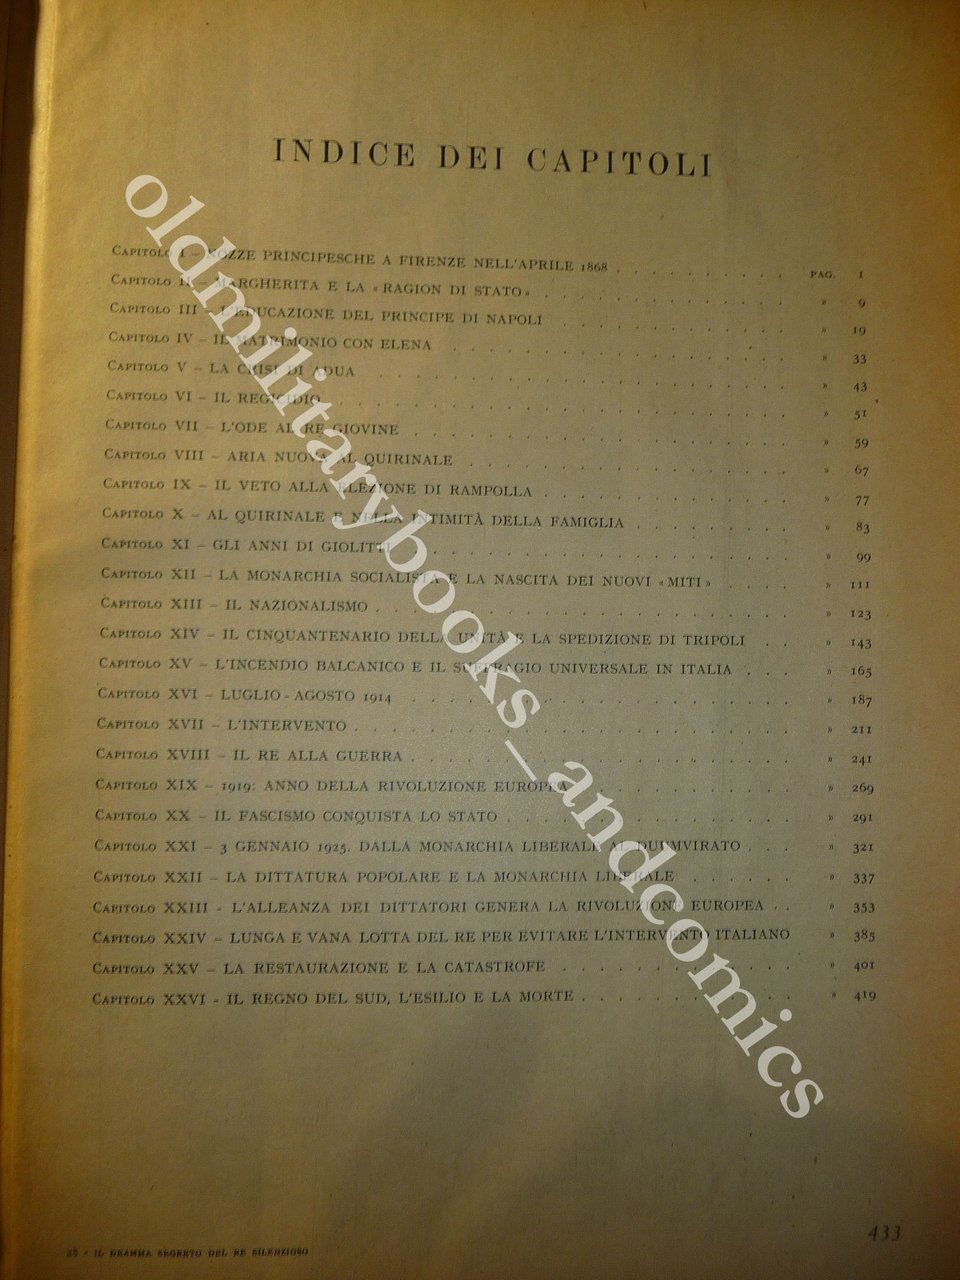 INDICE DEI CAPITOLI
CAPITOLO I – NOZZE PRINCIPESCHE A FIRENZE NELL'APRILE 1868 . . . . . . . . . PAG. 1
CAPITOLO II – MARGHERITA E LA «RAGION DI STATO» . . . . . . . . . . . » 9
CAPITOLO III – L'EDUCAZIONE DEL PRINCIPE DI NAPOLI . . . . . . . . . . » 19
CAPITOLO IV – IL MATRIMONIO CON ELENA . . . . . . . . . . . . . . » 33
CAPITOLO V – LA CRISI DI ADUA . . . . . . . . . . . . . . . . . » 43
CAPITOLO VI – IL REGICIDIO . . . . . . . . . . . . . . . . . . » 51
CAPITOLO VII – L'ODE AL RE GIOVINE . . . . . . . . . . . . . . . » 59
CAPITOLO VIII – ARIA NUOVA AL QUIRINALE . . . . . . . . . . . . . » 67
CAPITOLO IX – IL VETO ALLA ELEZIONE DI RAMPOLLA . . . . . . . . . . » 77
CAPITOLO X – AL QUIRINALE E NELLA INTIMITÀ DELLA FAMIGLIA . . . . . . . » 83
CAPITOLO XI – GLI ANNI DI GIOLITTI . . . . . . . . . . . . . . . » 99
CAPITOLO XII – LA MONARCHIA SOCIALISTA E LA NASCITA DEI NUOVI «MITI» . . . . » 111
CAPITOLO XIII – IL NAZIONALISMO . . . . . . . . . . . . . . . . » 123
CAPITOLO XIV – IL CINQUANTENARIO DELLA UNITÀ E LA SPEDIZIONE DI TRIPOLI . . » 143
CAPITOLO XV – L'INCENDIO BALCANICO E IL SUFFRAGIO UNIVERSALE IN ITALIA . . . » 165
CAPITOLO XVI – LUGLIO-AGOSTO 1914 . . . . . . . . . . . . . . . » 187
CAPITOLO XVII – L'INTERVENTO . . . . . . . . . . . . . . . . . » 211
CAPITOLO XVIII – IL RE ALLA GUERRA . . . . . . . . . . . . . . . » 241
CAPITOLO XIX – 1919: ANNO DELLA RIVOLUZIONE EUROPEA . . . . . . . . . » 269
CAPITOLO XX – IL FASCISMO CONQUISTA LO STATO . . . . . . . . . . . » 291
CAPITOLO XXI – 3 GENNAIO 1925. DALLA MONARCHIA LIBERALE AL DUUMVIRATO . . . » 321
CAPITOLO XXII – LA DITTATURA POPOLARE E LA MONARCHIA LIBERALE . . . . . . » 337
CAPITOLO XXIII - L'ALLEANZA DEI DITTATORI GENERA LA RIVOLUZIONE EUROPEA . . » 353
CAPITOLO XXIV – LUNGA E VANA LOTTA DEL RE PER EVITARE L'INTERVENTO ITALIANO » 385
CAPITOLO XXV – LA RESTAURAZIONE E LA CATASTROFE . . . . . . . . . . » 401
CAPITOLO XXVI - IL REGNO DEL SUD, L'ESILIO E LA MORTE . . . . . . . . . » 419
433
- IL DRAMMA SEGRETO DEL RE SILENZIOSO
oldmilitarybooks_andcomics